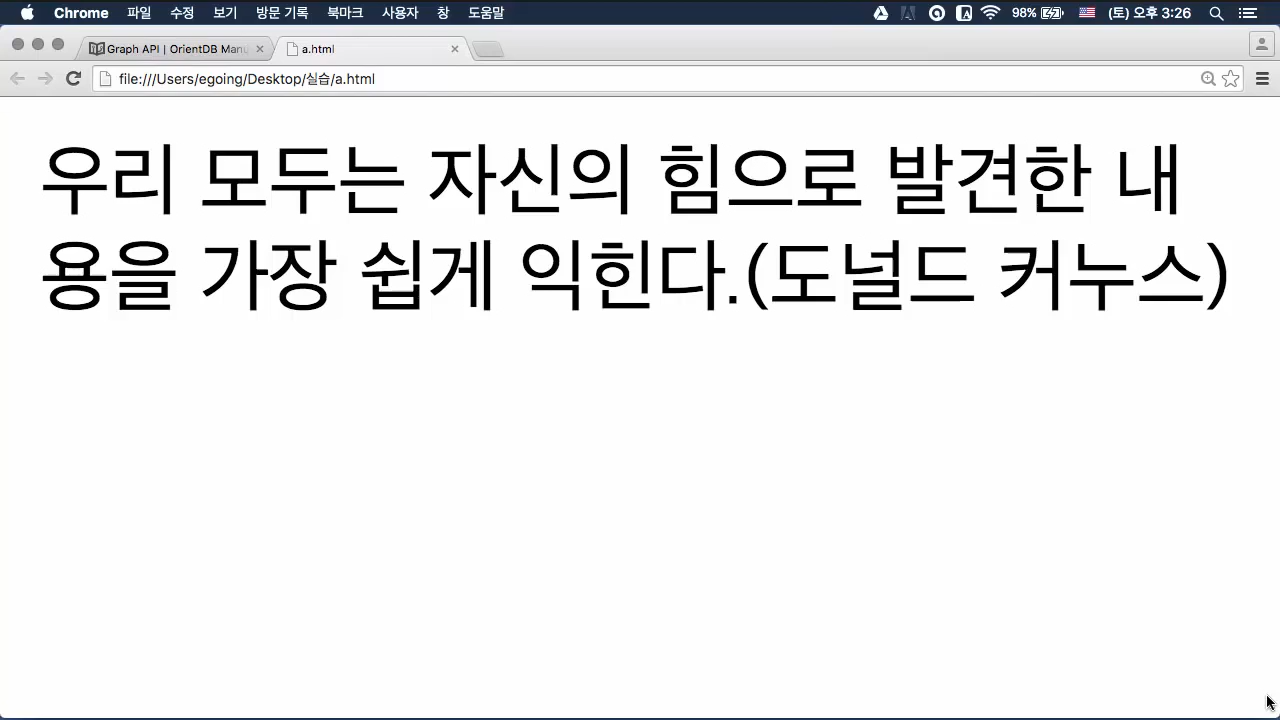 Chrome 파일 수정 보기 방문 기록 북마크 사용자 창 도움말 98% (토) 오후 3:26
Graph API | OrientDB Manu a.html
file:///Users/egoing/Desktop/실습/a.html
우리 모두는 자신의 힘으로 발견한 내
용을 가장 쉽게 익힌다.(도널드 커누스)